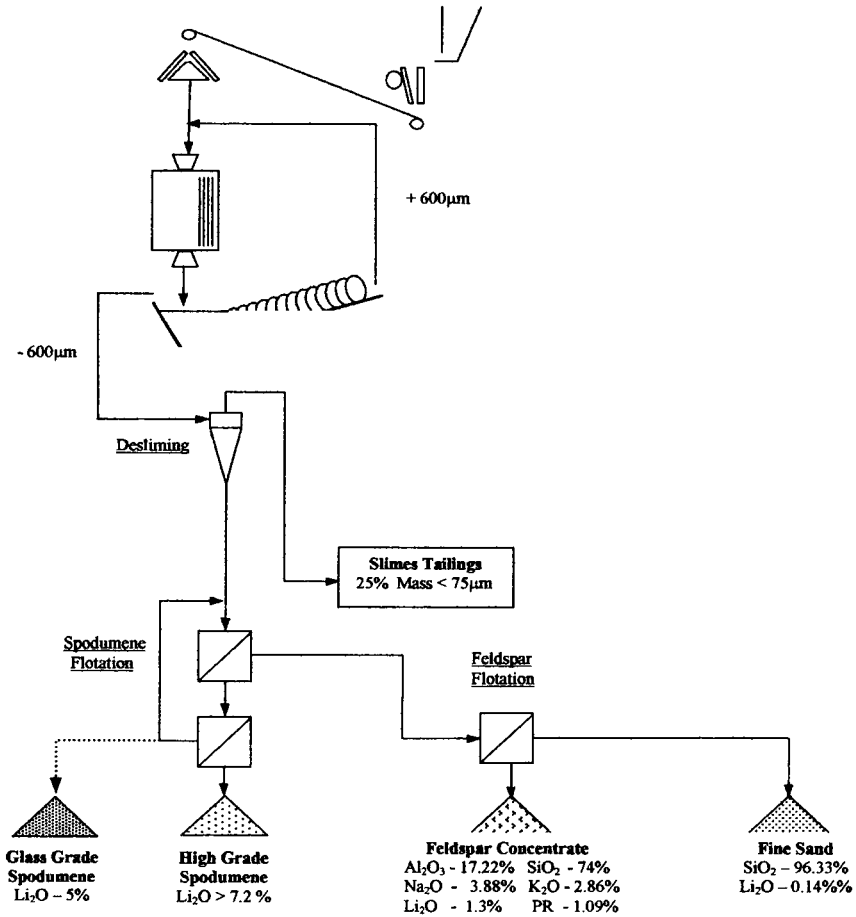 + 600µm
- 600µm
Desliming
Slimes Tailings
25% Mass < 75µm
Spodumene
Flotation
Feldspar
Flotation
Glass Grade
Spodumene
Li₂O – 5%
High Grade
Spodumene
Li₂O > 7.2 %
Feldspar Concentrate
Al₂O₃ - 17.22% SiO₂ - 74%
Na₂O - 3.88% K₂O - 2.86%
Li₂O - 1.3% PR - 1.09%
Fine Sand
SiO₂ – 96.33%
Li₂O – 0.14%%